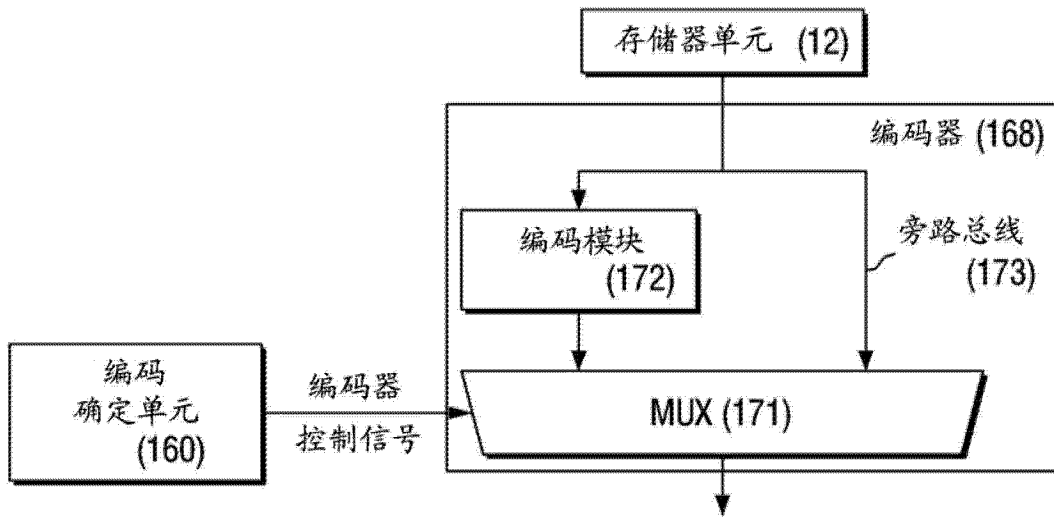 存储器单元 (12)
编码器 (168)
编码模块
(172)
旁路总线
(173)
编码
确定单元
(160)
编码器
控制信号
MUX (171)